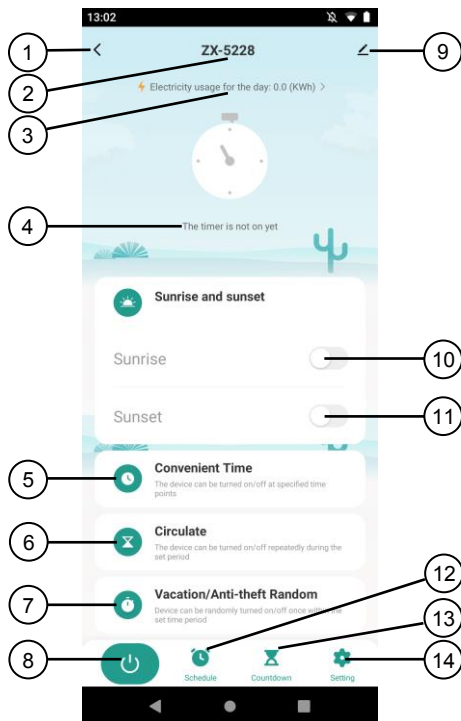 13:02
1
ZX-5228
9
2
Electricity usage for the day: 0.0 (KWh)
3
4
The timer is not on yet
Sunrise and sunset
Sunrise
10
Sunset
11
5
Convenient Time
The device can be turned on/off at specified time
points
6
Circulate
The device can be turned on/off repeatedly during the
set period
12
7
Vacation/Anti-theft Random
Device can be randomly turned on/off once within the
set time period
13
8
14
Schedule
Countdown
Setting